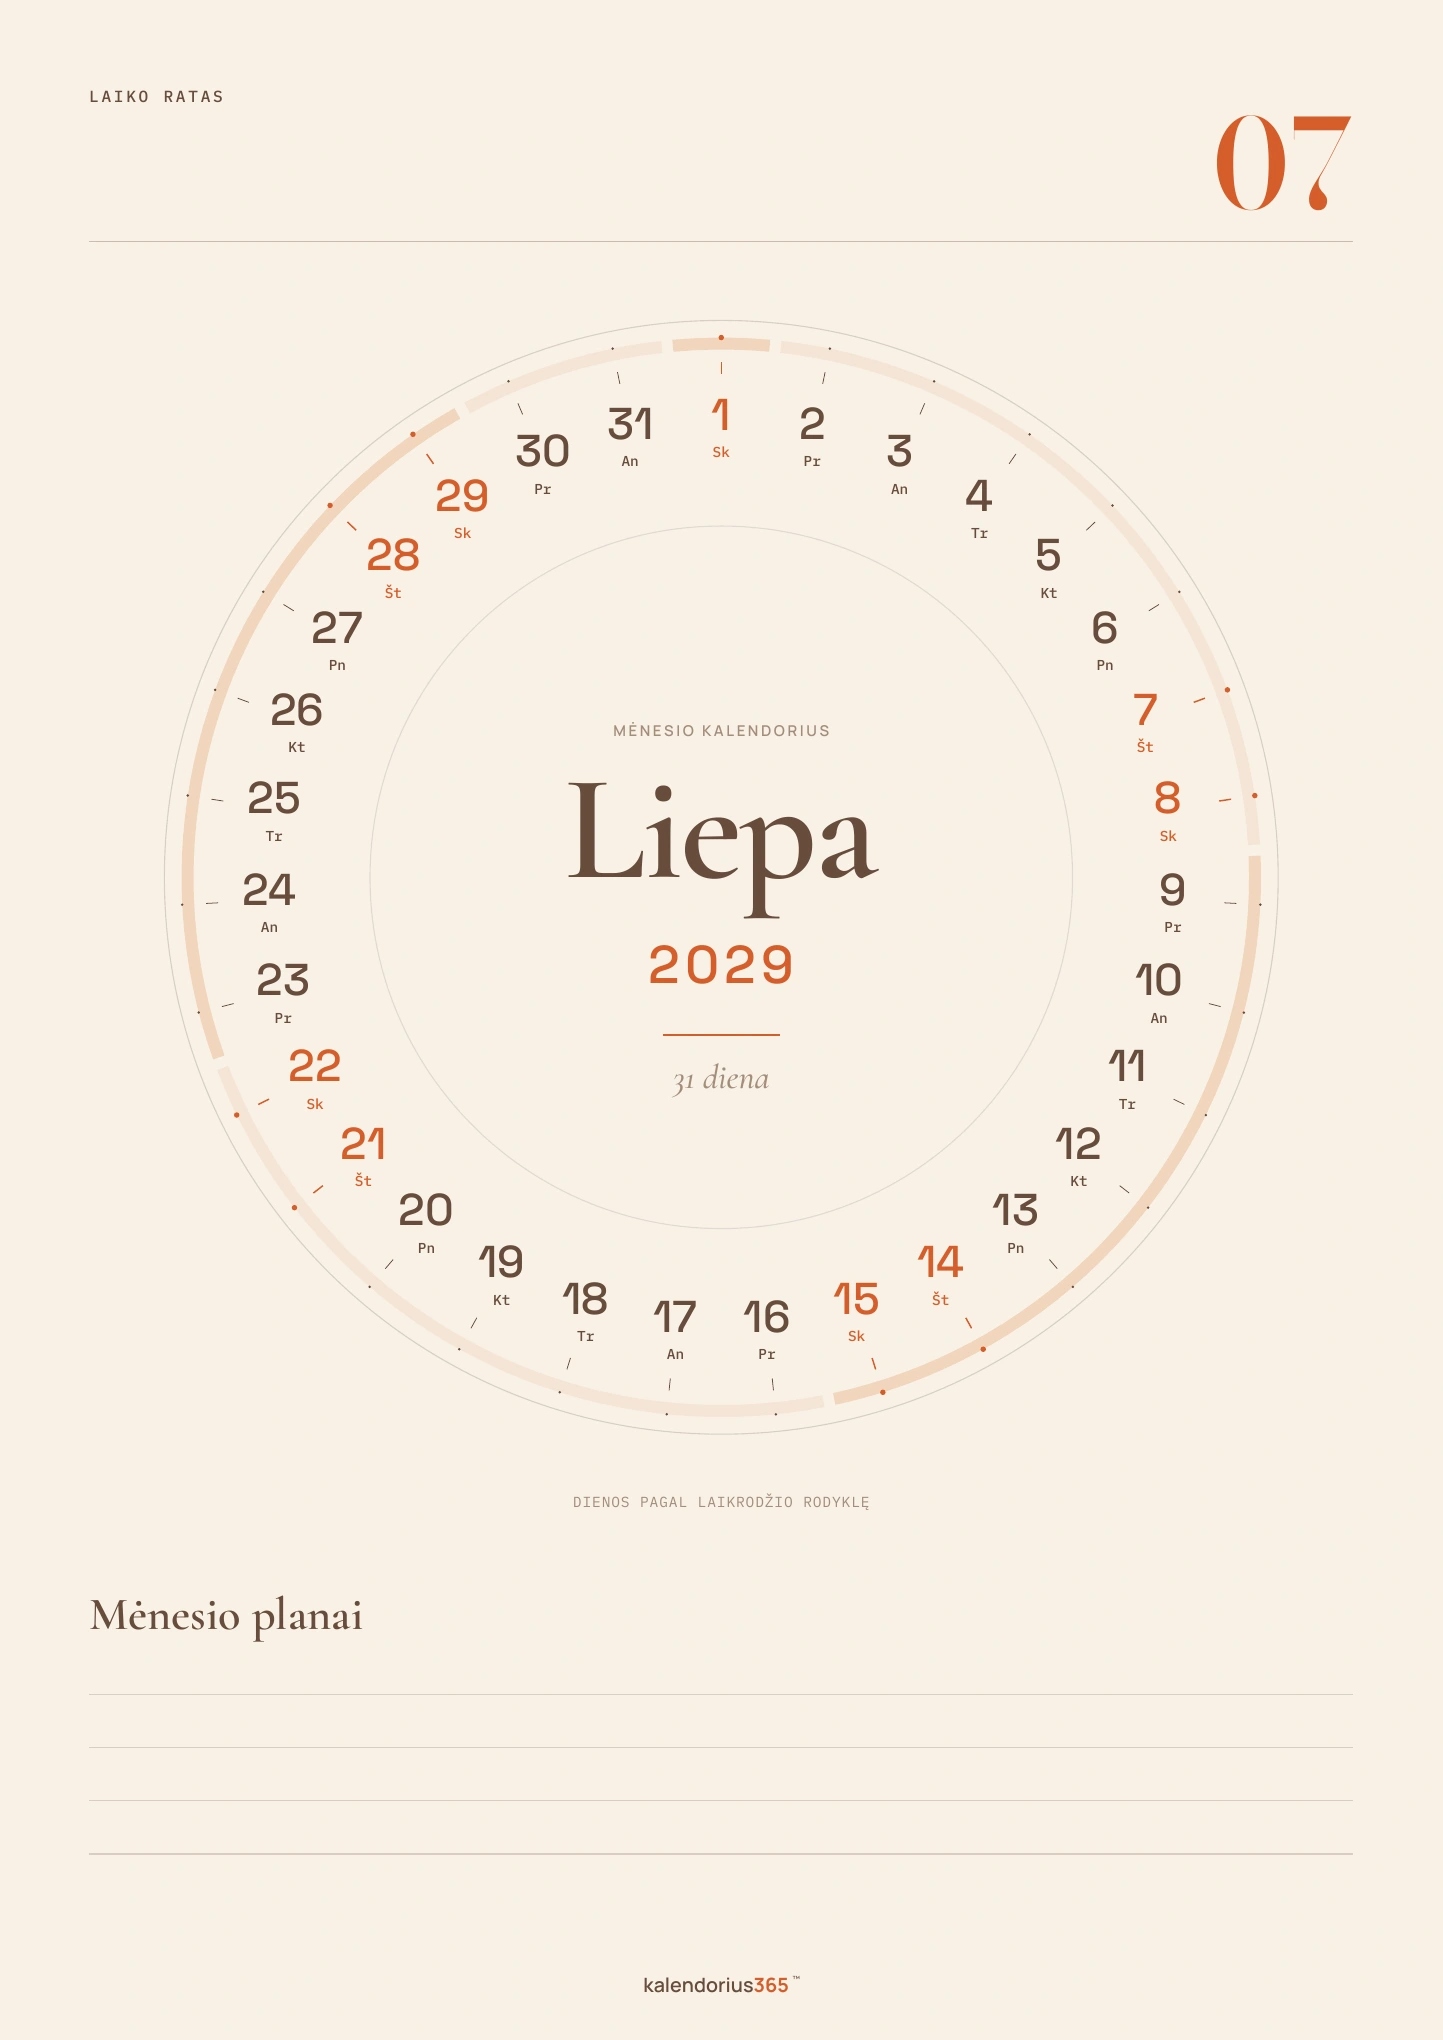 LAIKO RATAS
07
1
Sk
2
Pr
3
An
4
Tr
5
Kt
6
Pn
7
Št
8
Sk
9
Pr
10
An
11
Tr
12
Kt
13
Pn
14
Št
15
Sk
16
Pr
17
An
18
Tr
19
Kt
20
Pn
21
Št
22
Sk
23
Pr
24
An
25
Tr
26
Kt
27
Pn
28
Št
29
Sk
30
Pr
31
An
MĖNESIO KALENDORIUS
Liepa
2029
31 diena
DIENOS PAGAL LAIKRODŽIO RODYKLĘ
Mėnesio planai
kalendorius365™